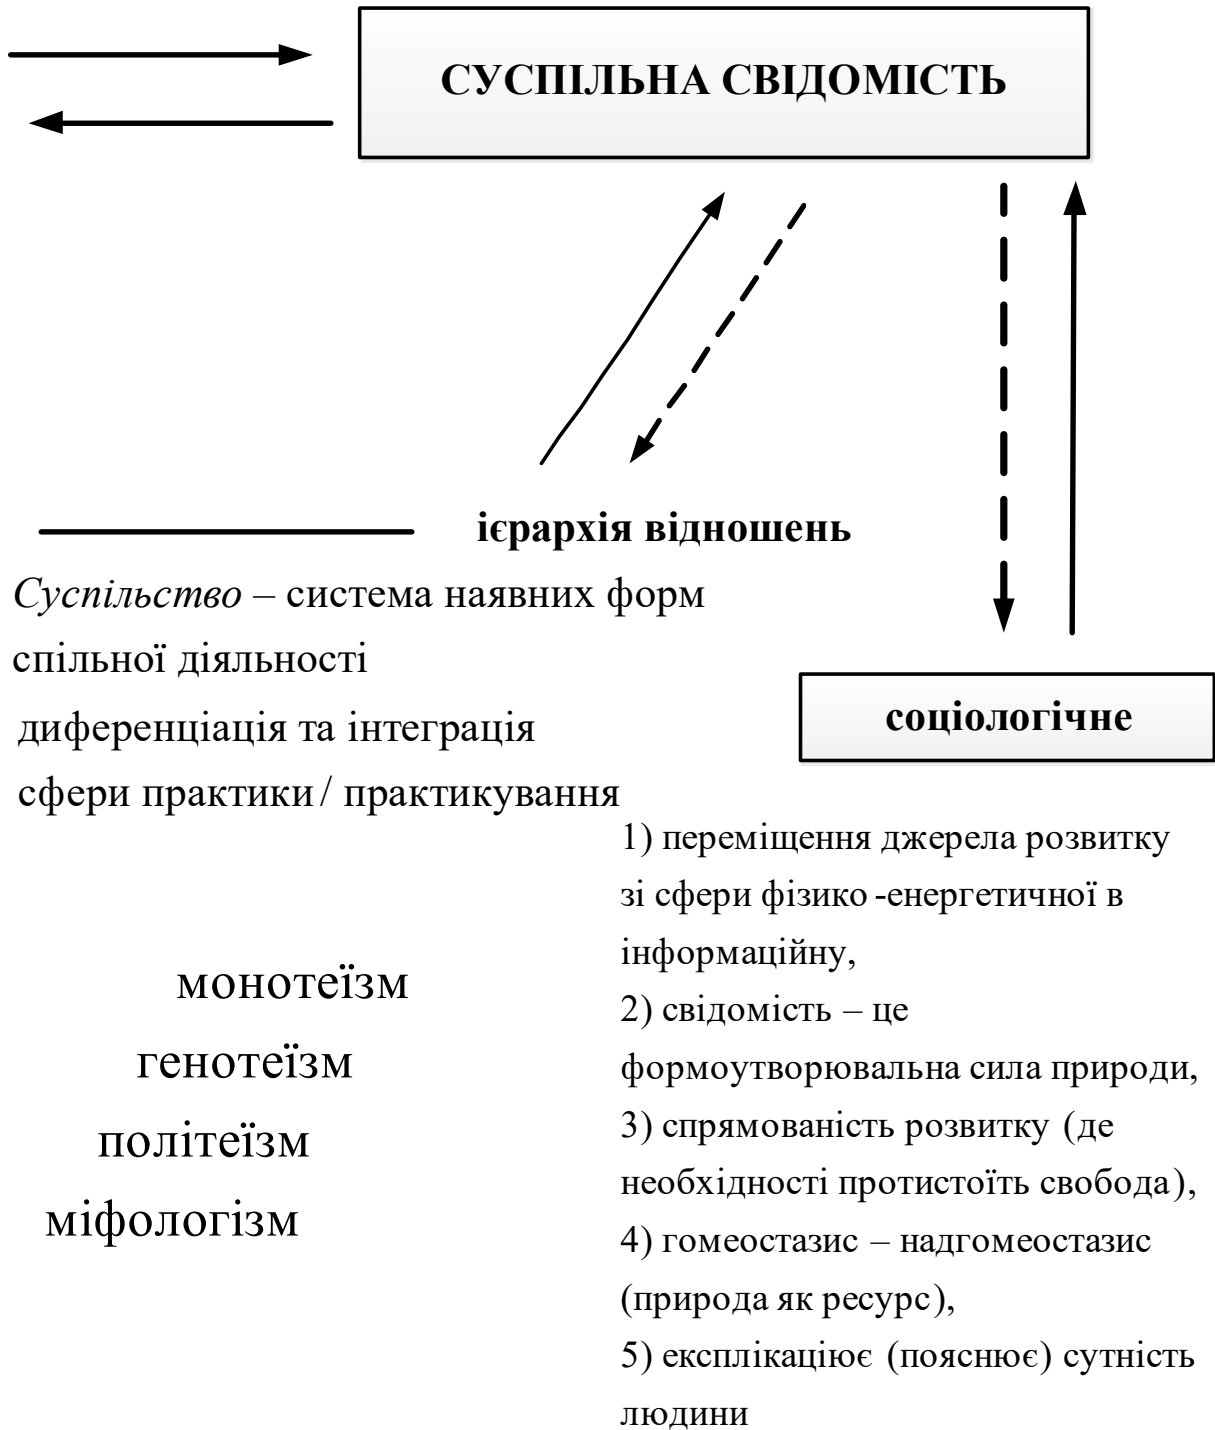 СУСПІЛЬНА СВІДОМІСТЬ
ієрархія відношень
Суспільство – система наявних форм
спільної діяльності
диференціація та інтеграція
сфери практики / практикування
соціологічне
1) переміщення джерела розвитку
зі сфери фізико -енергетичної в
інформаційну,
2) свідомість – це
формоутворювальна сила природи,
3) спрямованість розвитку (де
необхідності протистоїть свобода),
4) гомеостазис – надгомеостазис
(природа як ресурс),
5) експлікаціює (пояснює) сутність
людини
монотеїзм
генотеїзм
політеїзм
міфологізм